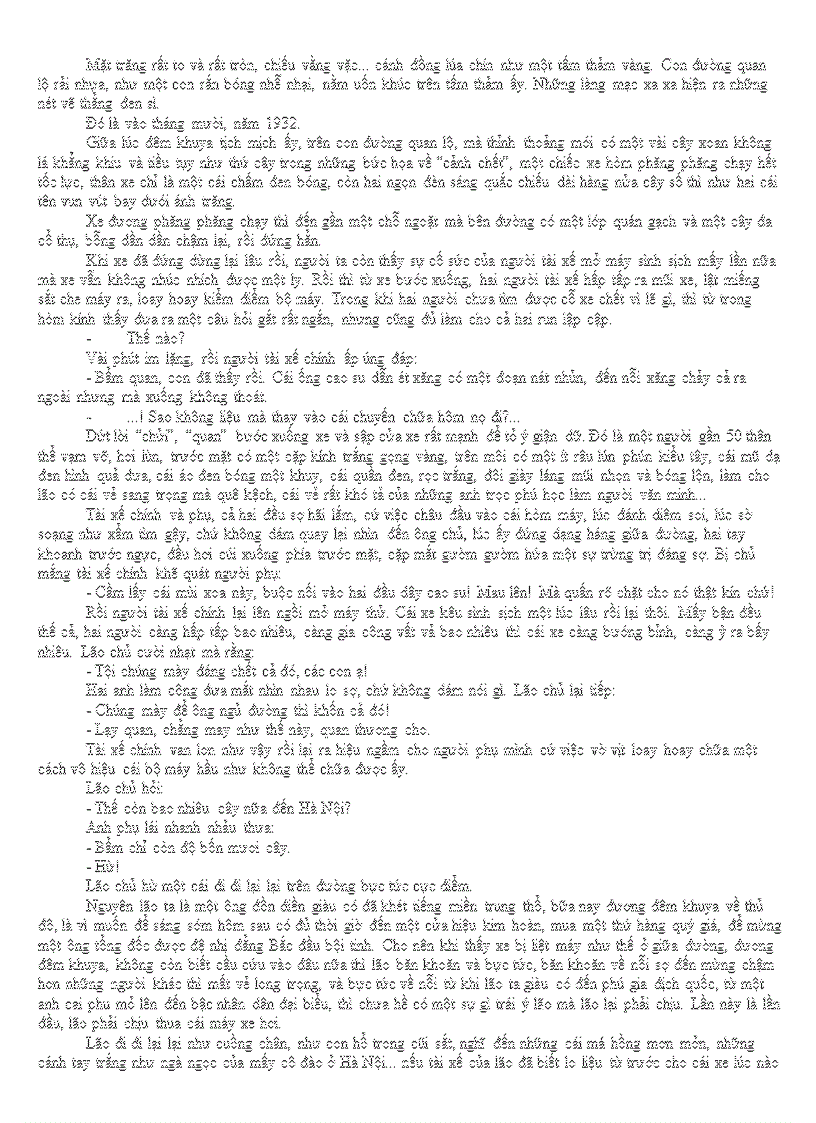 Mặt trăng rất to và rất tròn, chiếu vằng vặc... cánh đồng lúa chín như một tấm thảm vàng. Con đường quan
lộ rải nhựa, như một con rắn bóng nhễ nhại, nằm uốn khúc trên tấm thảm ấy. Những làng mạc xa xa hiện ra những
nét vẽ thẳng đen sì.
Đó là vào tháng mười, năm 1932.
Giữa lúc đêm khuya tịch mịch ấy, trên con đường quan lộ, mà thỉnh thoảng mới có một vài cây xoan không
lá khẳng khiu và tiều tụy như thứ cây trong những bức họa về “cảnh chết”, một chiếc xe hòm phăng phăng chạy hết
tốc lực, thân xe chỉ là một cái chấm đen bóng, còn hai ngọn đèn sáng quắc chiếu dài hàng nửa cây số thì như hai cái
tên vun vút bay dưới ánh trăng.
Xe đương phăng phăng chạy thì đến gần một chỗ ngoặt mà bên đường có một lớp quán gạch và một cây đa
cổ thụ, bỗng dần dần chậm lại, rồi đứng hẳn.
Khi xe đã đứng dừng lại lâu rồi, người ta còn thấy sự cố sức của người tài xế mở máy sình sịch mấy lần nữa
mà xe vẫn không nhúc nhích được một ly. Rồi thì từ xe bước xuống, hai người tài xế hấp tấp ra mũi xe, lật miếng
sắt che máy ra, loay hoay kiểm điểm bộ máy. Trong khi hai người chưa tìm được cỗ xe chết vì lẽ gì, thì từ trong
hòm kính thấy đưa ra một câu hỏi gắt rất ngắn, nhưng cũng đủ làm cho cả hai run lập cập.
- Thế nào?
Vài phút im lặng, rồi người tài xế chính ấp úng đáp:
- Bẩm quan, con đã thấy rồi. Cái ống cao su dẫn ét xăng có một đoạn nát nhủn, đến nỗi xăng chảy cả ra
ngoài nhưng mà xuống không thoát.
- ...! Sao không liệu mà thay vào cái chuyến chữa hôm nọ đi?...
Dứt lời “chửi”, “quan” bước xuống xe và sập cửa xe rất mạnh để tỏ ý giận dữ. Đó là một người gần 50 thân
thể vạm vỡ, hơi lùn, trước mắt có một cặp kính trắng gọng vàng, trên môi có một ít râu lún phún kiểu tây, cái mũ dạ
đen hình quả dưa, cái áo đen bóng một khuy, cái quần đen, rọc trắng, đôi giày láng mũi nhọn và bóng lộn, làm cho
lão có cái vẻ sang trọng mà quê kệch, cái vẻ rất khó tả của những anh trọc phú học làm người văn minh...
Tài xế chính và phụ, cả hai đều sợ hãi lắm, cứ việc châu đầu vào cái hòm máy, lúc đánh diêm soi, lúc sờ
soạng như xẩm tìm gậy, chứ không dám quay lại nhìn đến ông chủ, lúc ấy đứng dạng háng giữa đường, hai tay
khoanh trước ngực, đầu hơi cúi xuống phía trước mặt, cặp mắt gườm gườm hứa một sự trừng trị đáng sợ. Bị chủ
mắng tài xế chính khẽ quát người phụ:
- Cầm lấy cái mùi xoa này, buộc nối vào hai đầu dây cao su! Mau lên! Mà quấn rõ chặt cho nó thật kín chứ!
Rồi người tài xế chính lại lên ngồi mở máy thử. Cái xe kêu sình sịch một lúc lâu rồi lại thôi. Mấy bận đều
thế cả, hai người càng hấp tấp bao nhiêu, càng gia công vất vả bao nhiêu thì cái xe càng bướng bỉnh, càng ỳ ra bấy
nhiêu. Lão chủ cười nhạt mà rằng:
- Tội chúng mày đáng chết cả đó, các con ạ!
Hai anh làm công đưa mắt nhìn nhau lo sợ, chứ không dám nói gì. Lão chủ lại tiếp:
- Chúng mày để ông ngủ đường thì khốn cả đó!
- Lạy quan, chẳng may như thế này, quan thương cho.
Tài xế chính van lơn như vậy rồi lại ra hiệu ngầm cho người phụ mình cứ việc vờ vịt loay hoay chữa một
cách vô hiệu cái bộ máy hầu như không thể chữa được ấy.
Lão chủ hỏi:
- Thế còn bao nhiêu cây nữa đến Hà Nội?
Anh phụ lái nhanh nhảu thưa:
- Bẩm chỉ còn độ bốn mươi cây.
- Hừ!
Lão chủ hừ một cái đi đi lại lại trên đường bực tức cực điểm.
Nguyên lão ta là một ông đồn điền giàu có đã khét tiếng miền trung thổ, bữa nay đương đêm khuya về thủ
đô, là vì muốn để sáng sớm hôm sau có đủ thời giờ đến một cửa hiệu kim hoàn, mua một thứ hàng quý giá, để mừng
một ông tổng đốc được đệ nhị đẳng Bắc đẩu bội tinh. Cho nên khi thấy xe bị liệt máy như thế ở giữa đường, đương
đêm khuya, không còn biết cầu cứu vào đâu nữa thì lão băn khoăn và bực tức, băn khoăn về nỗi sợ đến mừng chậm
hơn những người khác thì mất vẻ long trọng, và bực tức về nỗi từ khi lão ta giàu có đến phú gia địch quốc, từ một
anh cai phu mỏ lên đến bậc nhân dân đại biểu, thì chưa hề có một sự gì trái ý lão mà lão lại phải chịu. Lần này là lần
đầu, lão phải chịu thua cái máy xe hơi.
Lão đi đi lại lại như cuồng chân, như con hổ trong cũi sắt, nghĩ đến những cái má hồng mơn mởn, những
cánh tay trắng như ngà ngọc của mấy cô đào ở Hà Nội... nếu tài xế của lão đã biết lo liệu từ trước cho cái xe lúc nào